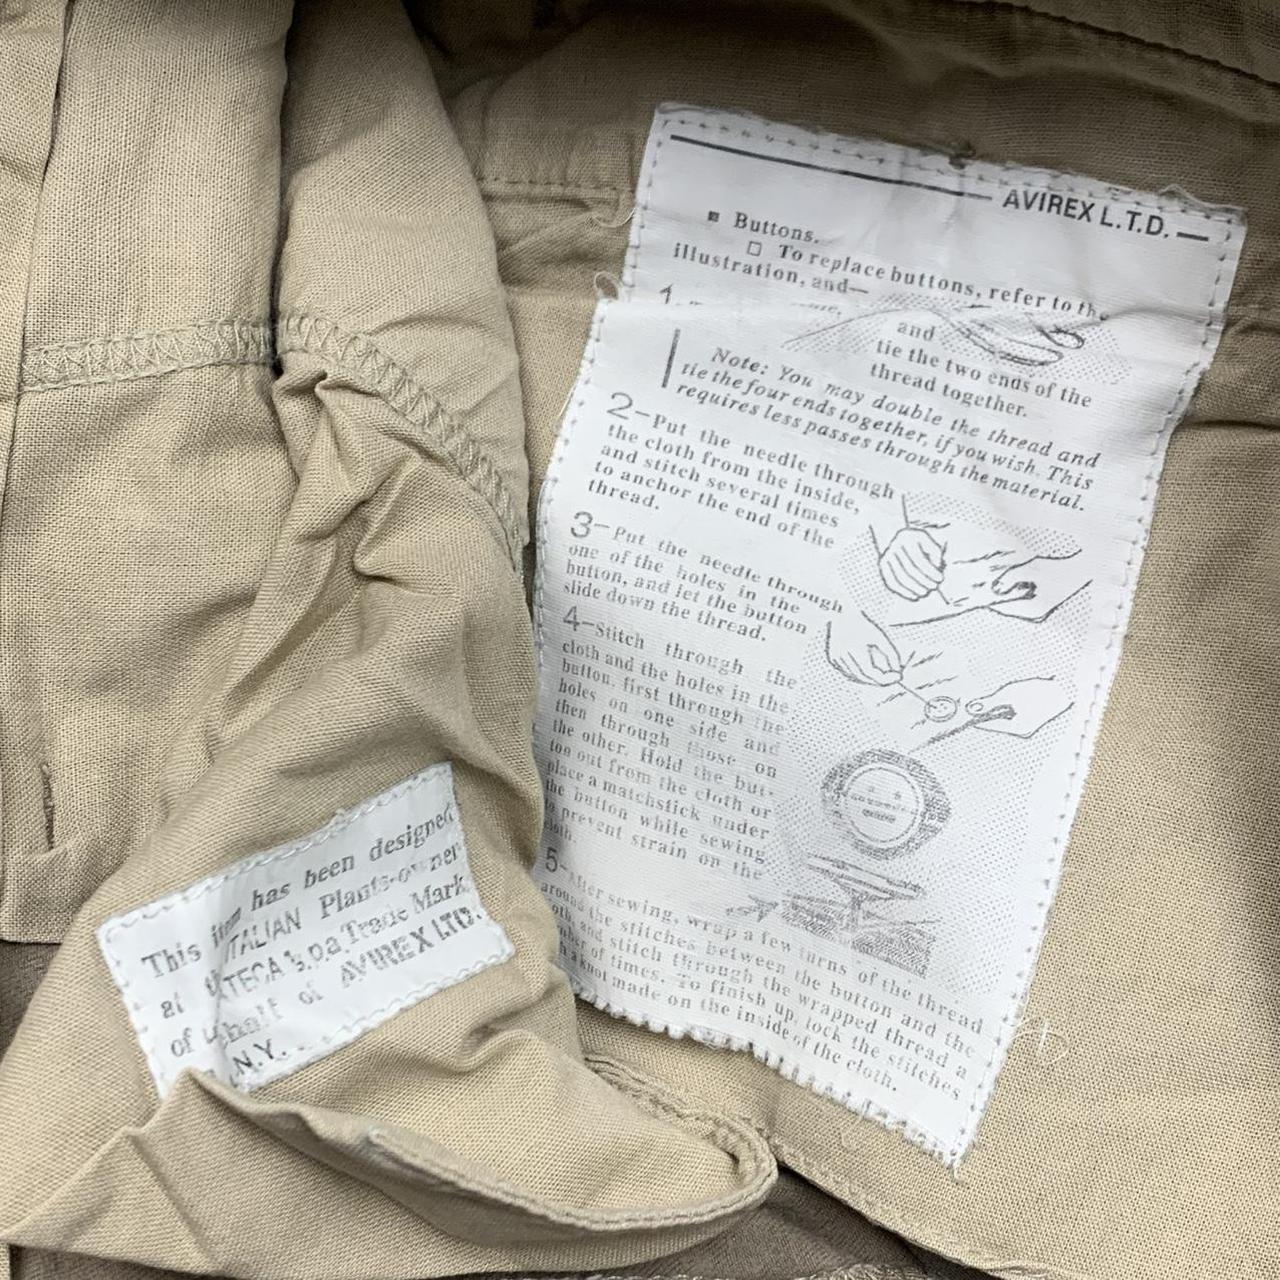 AVIREX L.T.D.
Buttons.
To replace buttons, refer to the
illustration, and—
1
and
tie the two ends of the
thread together.
Note: You may double the thread and
tie the four ends together, if you wish. This
requires less passes through the material.
2–Put the needle through
the cloth from the inside,
and stitch several times
to anchor the end of the
thread.
3–Put the needle through
one of the holes in the
button, and let the button
slide down the thread.
4–Stitch through the
cloth and the holes in the
button, first through the
holes on one side and
then through those on
the other. Hold the but-
ton out from the cloth or
place a matchstick under
the button while sewing
to prevent strain on the
cloth.
5–After sewing, wrap a few turns of the thread
around the stitches between the button and the
and stitch through the wrapped thread a
of times. To finish up, lock the stitches
a knot made on the inside of the cloth.
This item has been designed
at ITALIAN Plants-owner
TECA S.p.a Trade Mark
of AVIREX LTD.
N.Y.